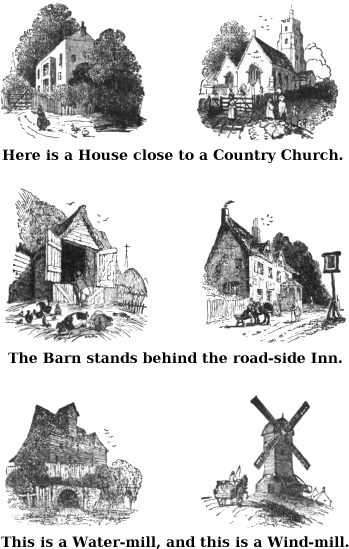 Here is a House close to a Country Church.
The Barn stands behind the road-side Inn.
This is a Water-mill, and this is a Wind-mill.